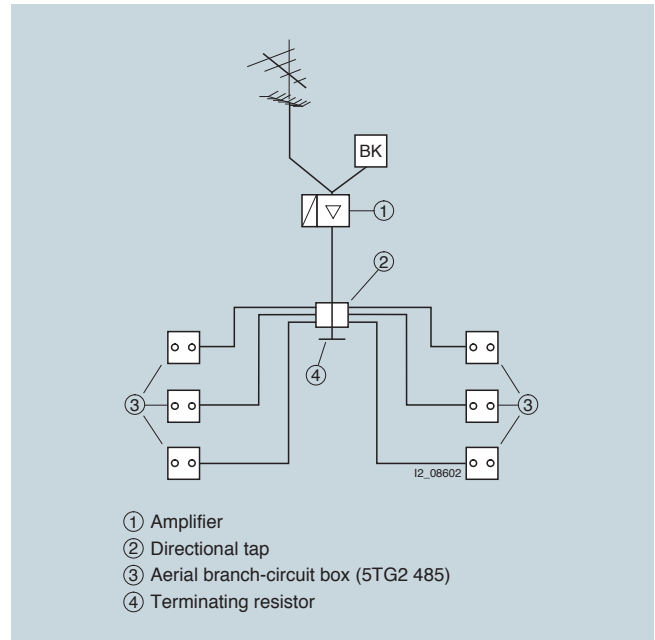 BK
①
②
④
③
③
I2_08602
① Amplifier
② Directional tap
③ Aerial branch-circuit box (5TG2 485)
④ Terminating resistor